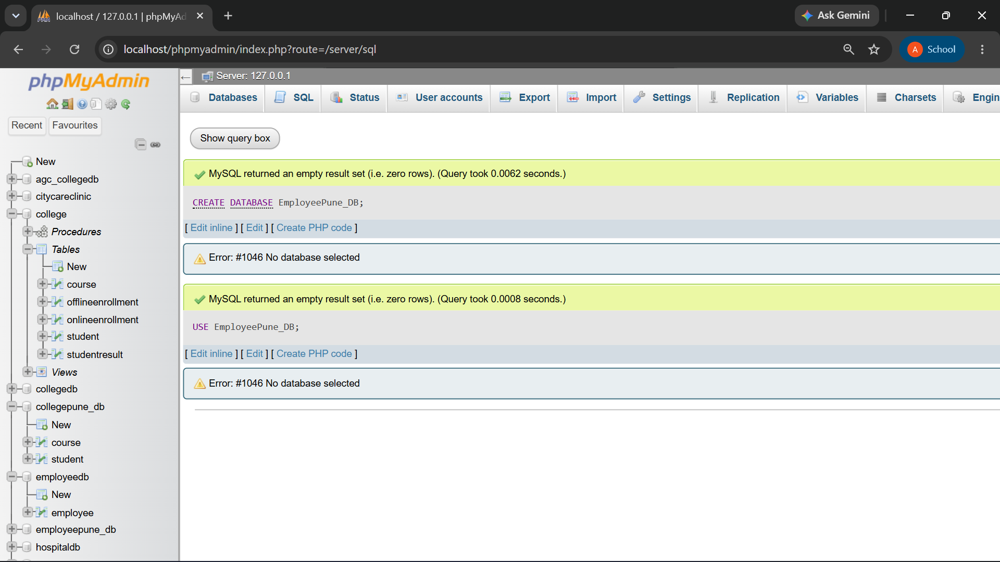 localhost / 127.0.0.1 | phpMyAd
Ask Gemini
localhost/phpmyadmin/index.php?route=/server/sql
A School
phpMyAdmin
Recent Favourites
New
agc_collegedb
citycareclinic
college
Procedures
Tables
New
course
offlineenrollment
onlineenrollment
student
studentresult
Views
collegedb
collegepune_db
New
course
student
employeedb
New
employee
employeepune_db
hospitaldb
Server: 127.0.0.1
Databases SQL Status User accounts Export Import Settings Replication Variables Charsets Engin
Show query box
MySQL returned an empty result set (i.e. zero rows). (Query took 0.0062 seconds.)
CREATE DATABASE EmployeePune_DB;
[ Edit inline ] [ Edit ] [ Create PHP code ]
Error: #1046 No database selected
MySQL returned an empty result set (i.e. zero rows). (Query took 0.0008 seconds.)
USE EmployeePune_DB;
[ Edit inline ] [ Edit ] [ Create PHP code ]
Error: #1046 No database selected